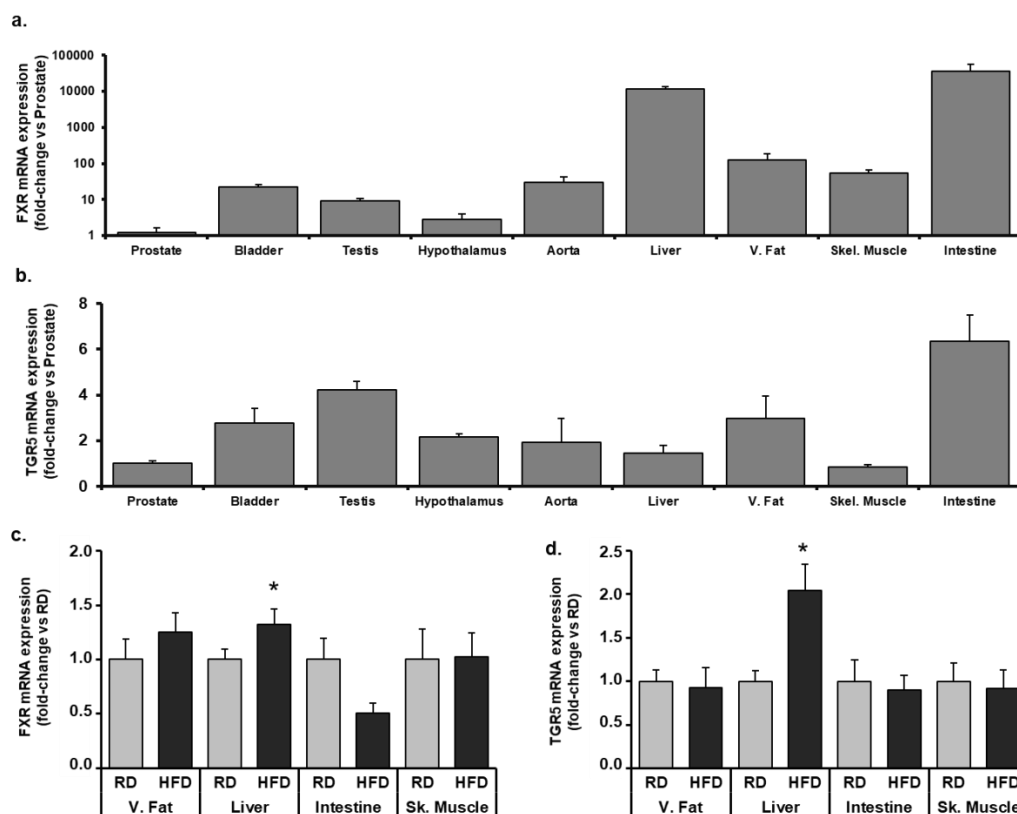 a.
FXR mRNA expression
(fold-change vs Prostate)
100000
10000
1000
100
10
1
Prostate Bladder Testis Hypothalamus Aorta Liver V. Fat Skel. Muscle Intestine
b.
TGR5 mRNA expression
(fold-change vs Prostate)
8
6
4
2
0
Prostate Bladder Testis Hypothalamus Aorta Liver V. Fat Skel. Muscle Intestine
c.
FXR mRNA expression
(fold-change vs RD)
2.0
1.5
1.0
0.5
0.0
*
RD HFD RD HFD RD HFD RD HFD
V. Fat Liver Intestine Sk. Muscle
d.
TGR5 mRNA expression
(fold-change vs RD)
2.5
2.0
1.5
1.0
0.5
0.0
*
RD HFD RD HFD RD HFD RD HFD
V. Fat Liver Intestine Sk. Muscle